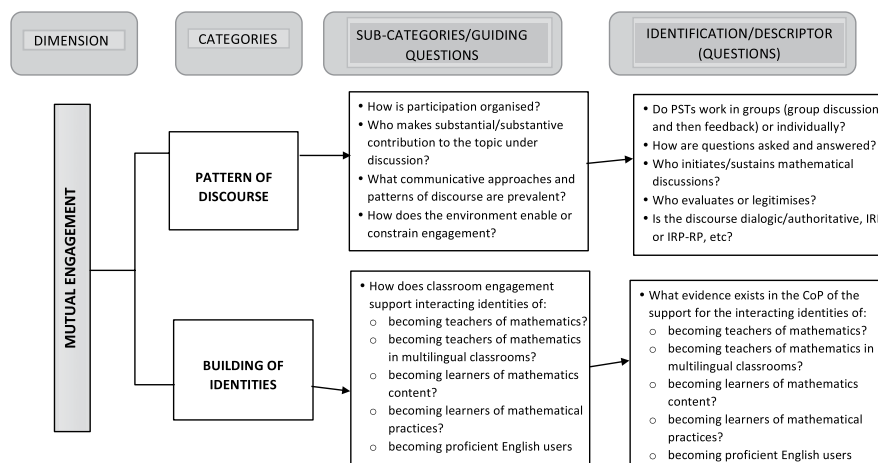 DIMENSION
CATEGORIES
SUB-CATEGORIES/GUIDING
QUESTIONS
IDENTIFICATION/DESCRIPTOR
(QUESTIONS)
MUTUAL ENGAGEMENT
PATTERN OF
DISCOURSE
• How is participation organised?
• Who makes substantial/substantive
contribution to the topic under
discussion?
• What communicative approaches and
patterns of discourse are prevalent?
• How does the environment enable or
constrain engagement?
• Do PSTs work in groups (group discussion
and then feedback) or individually?
• How are questions asked and answered?
• Who initiates/sustains mathematical
discussions?
• Who evaluates or legitimises?
• Is the discourse dialogic/authoritative,
or IRP-RP, etc?
BUILDING OF
IDENTITIES
• How does classroom engagement
support interacting identities of:
o becoming teachers of mathematics?
o becoming teachers of mathematics
in multilingual classrooms?
o becoming learners of mathematics
content?
o becoming learners of mathematical
practices?
o becoming proficient English users
• What evidence exists in the CoP of the
support for the interacting identities of:
o becoming teachers of mathematics?
o becoming teachers of mathematics in
multilingual classrooms?
o becoming learners of mathematics
content?
o becoming learners of mathematical
practices?
o becoming proficient English users